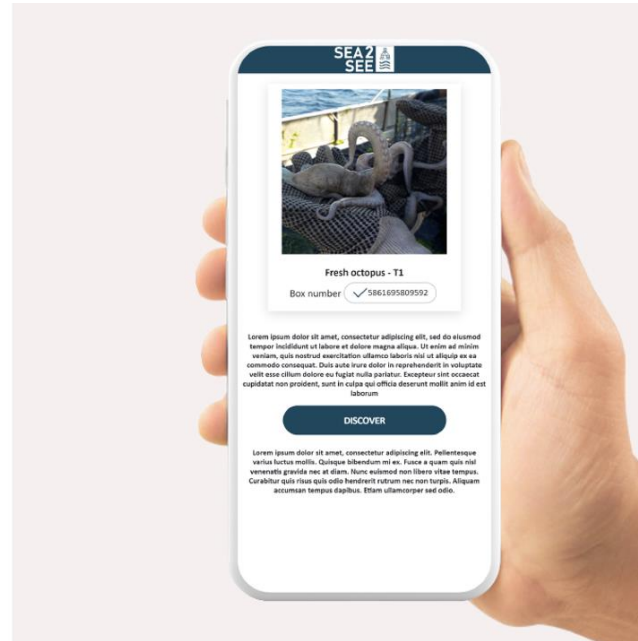 SEA2
SEE
Fresh octopus - T1
Box number 5861695809592
Lorem ipsum dolor sit amet, consectetur adipiscing elit, sed do eiusmod
tempor incididunt ut labore et dolore magna aliqua. Ut enim ad minim
veniam, quis nostrud exercitation ullamco laboris nisi ut aliquip ex ea
commodo consequat. Duis aute irure dolor in reprehenderit in voluptate
velit esse cillum dolore eu fugiat nulla pariatur. Excepteur sint occaecat
cupidatat non proident, sunt in culpa qui officia deserunt mollit anim id est
laborum
DISCOVER
Lorem ipsum dolor sit amet, consectetur adipiscing elit. Pellentesque
varius luctus mollis. Quisque bibendum mi ex. Fusce a quam quis nisl
venenatis gravida nec at diam. Nunc euismod non libero vitae tempus.
Curabitur quis risus quis odio hendrerit rutrum nec non turpis. Aliquam
accumsan tempus dapibus. Etiam ullamcorper sed odio.